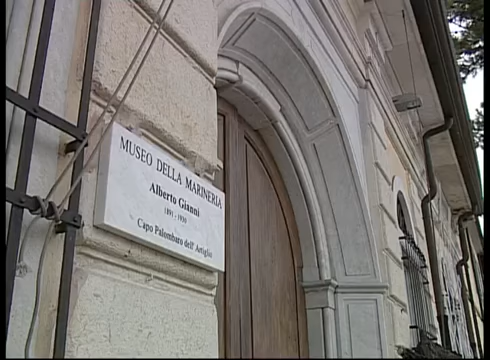 MUSEO DELLA MARINERIA
Alberto Gianni
1891 - 1930
Capo Palombaro dell'Artiglio